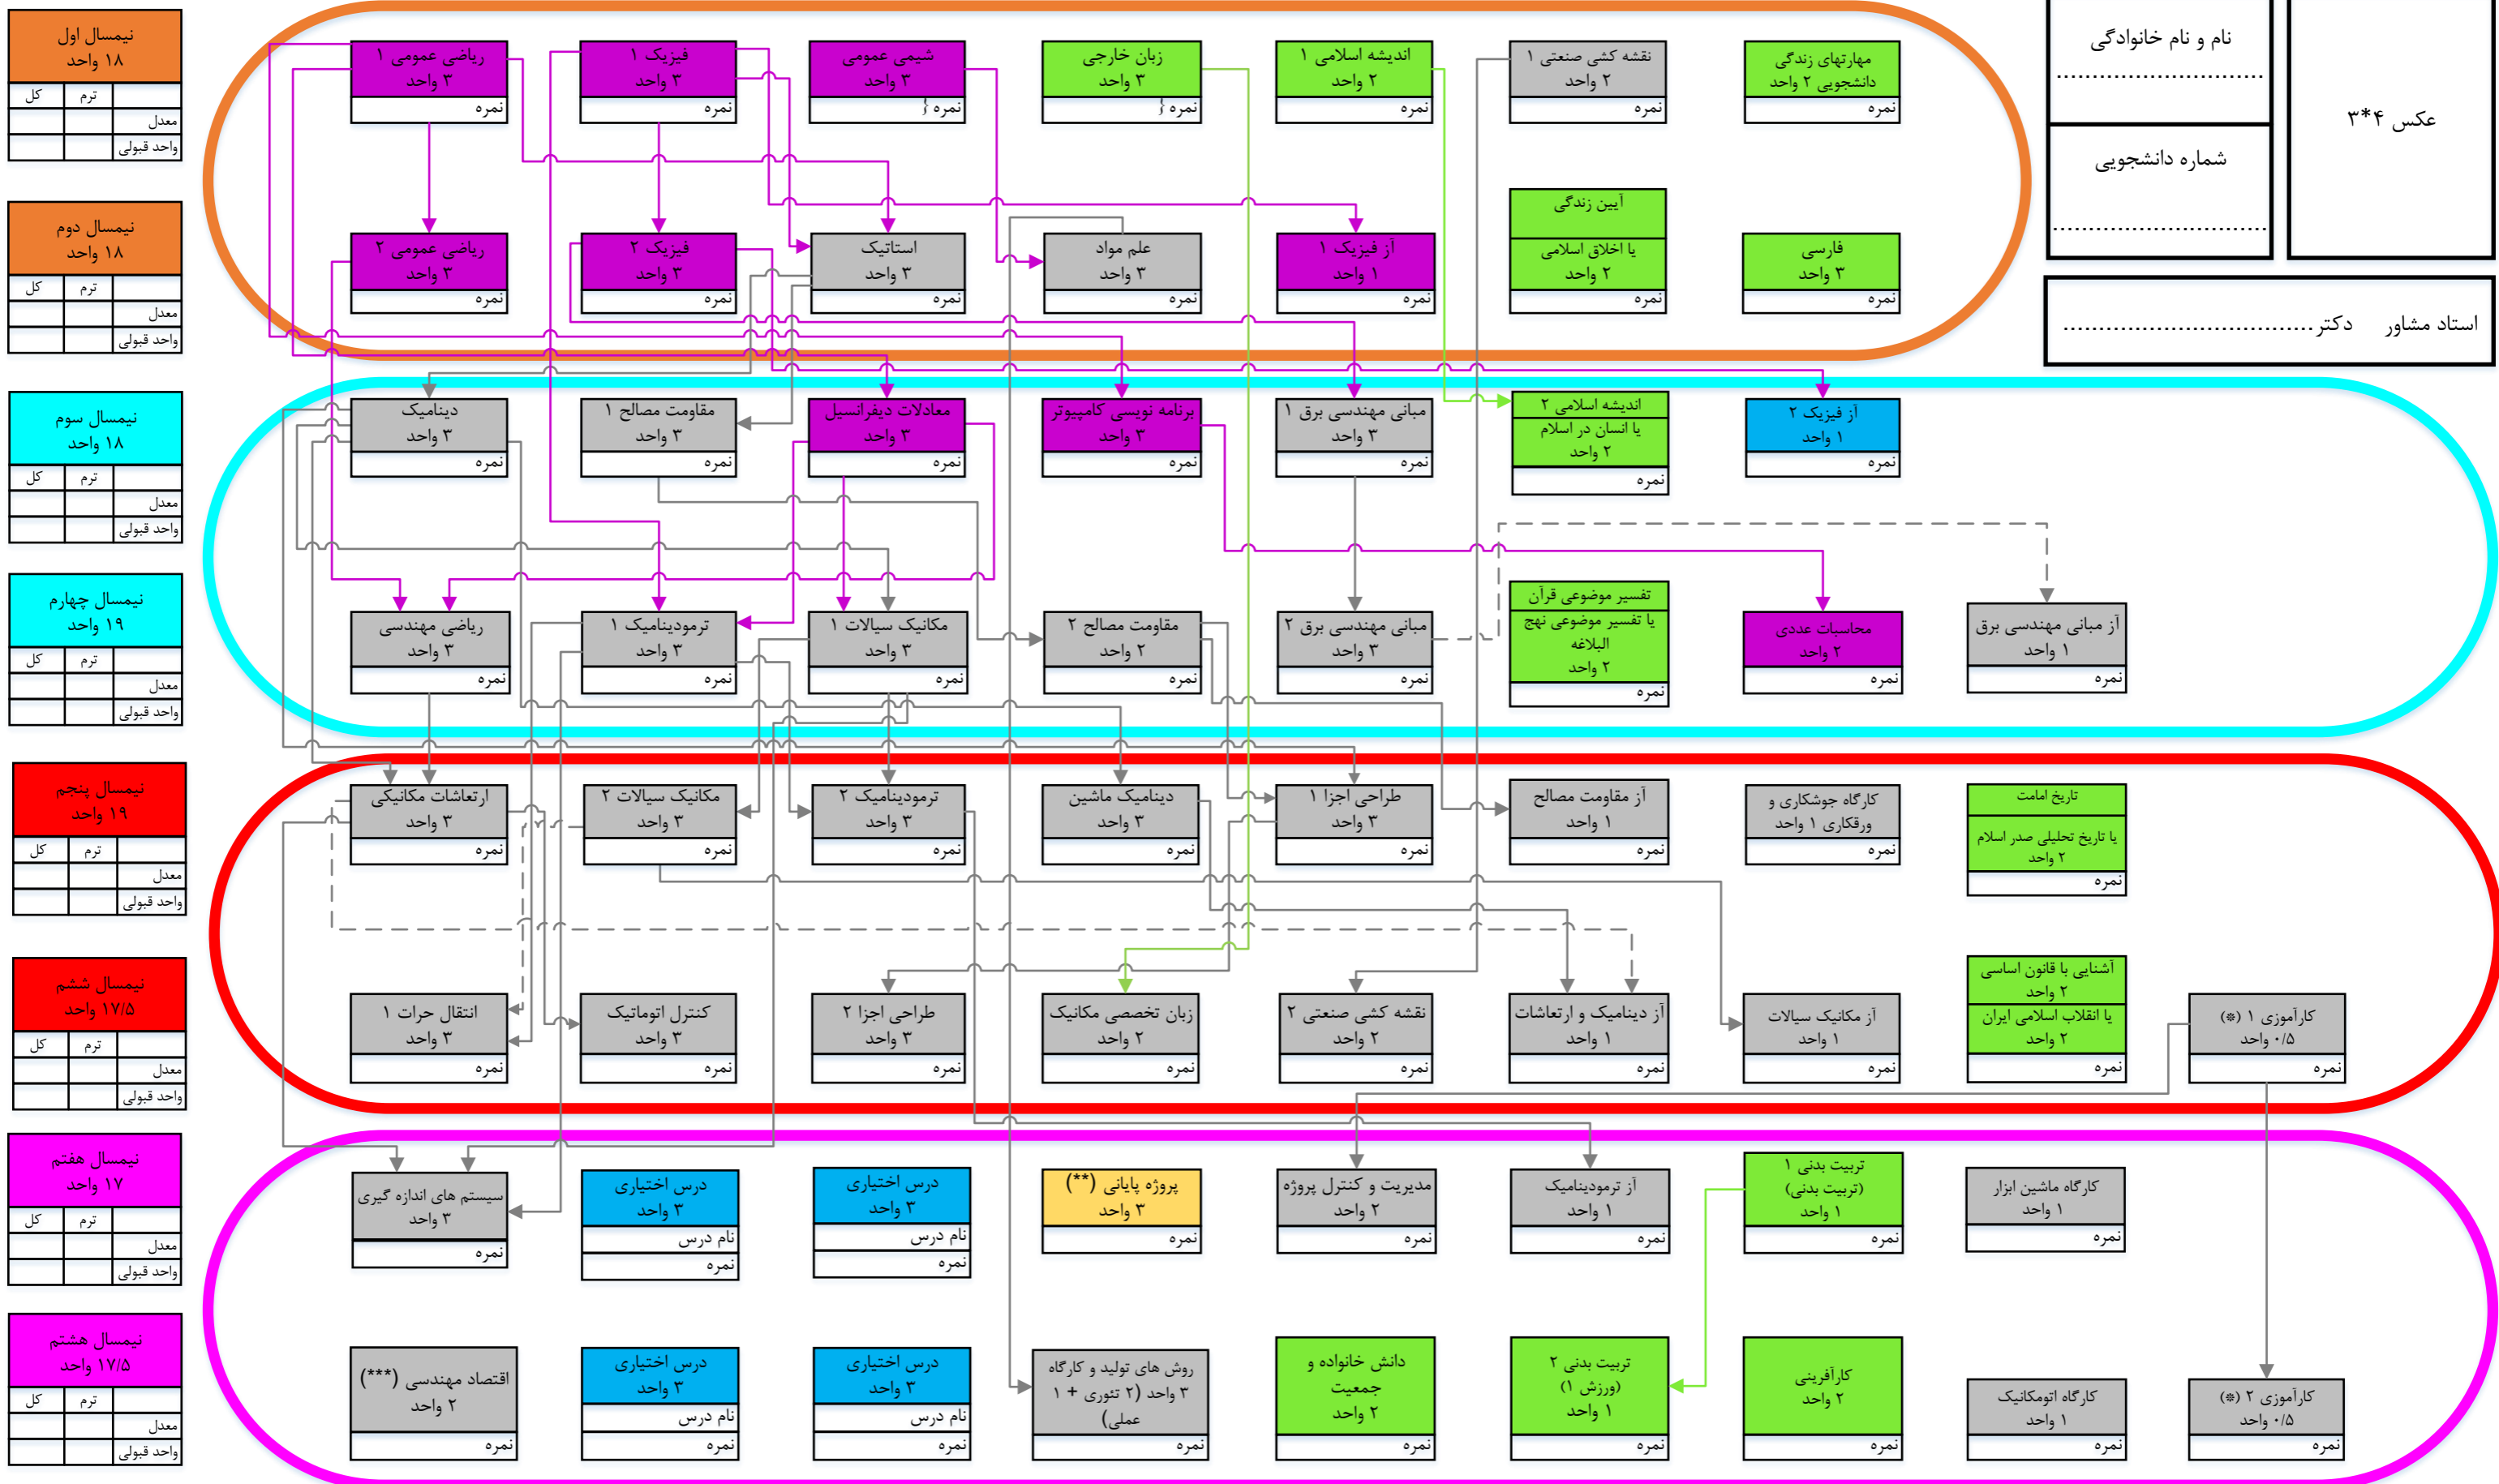 نام و نام خانوادگی
............................
عکس ۴*۳
شماره دانشجویی
............................
استاد مشاور دکتر...................................
نیمسال اول
۱۸ واحد
ترم کل
معدل
واحد قبولی
ریاضی عمومی ۱
۳ واحد
نمره
فیزیک ۱
۳ واحد
نمره
شیمی عمومی
۳ واحد
نمره {
زبان خارجی
۳ واحد
نمره {
اندیشه اسلامی ۱
۲ واحد
نمره
نقشه کشی صنعتی ۱
۲ واحد
نمره
مهارتهای زندگی
دانشجویی ۲ واحد
نمره
نیمسال دوم
۱۸ واحد
ترم کل
معدل
واحد قبولی
ریاضی عمومی ۲
۳ واحد
نمره
فیزیک ۲
۳ واحد
نمره
استاتیک
۳ واحد
نمره
علم مواد
۳ واحد
نمره
آز فیزیک ۱
۱ واحد
نمره
آیین زندگی
یا اخلاق اسلامی
۲ واحد
نمره
فارسی
۳ واحد
نمره
نیمسال سوم
۱۸ واحد
ترم کل
معدل
واحد قبولی
دینامیک
۳ واحد
نمره
مقاومت مصالح ۱
۳ واحد
نمره
معادلات دیفرانسیل
۳ واحد
نمره
برنامه نویسی کامپیوتر
۳ واحد
نمره
مبانی مهندسی برق ۱
۳ واحد
نمره
اندیشه اسلامی ۲
یا انسان در اسلام
۲ واحد
نمره
آز فیزیک ۲
۱ واحد
نمره
نیمسال چهارم
۱۹ واحد
ترم کل
معدل
واحد قبولی
ریاضی مهندسی
۳ واحد
نمره
ترمودینامیک ۱
۳ واحد
نمره
مکانیک سیالات ۱
۳ واحد
نمره
مقاومت مصالح ۲
۲ واحد
نمره
مبانی مهندسی برق ۲
۳ واحد
نمره
تفسیر موضوعی قرآن
یا تفسیر موضوعی نهج
البلاغه
۲ واحد
نمره
محاسبات عددی
۲ واحد
نمره
آز مبانی مهندسی برق
۱ واحد
نمره
نیمسال پنجم
۱۹ واحد
ترم کل
معدل
واحد قبولی
ارتعاشات مکانیکی
۳ واحد
نمره
مکانیک سیالات ۲
۳ واحد
نمره
ترمودینامیک ۲
۳ واحد
نمره
دینامیک ماشین
۳ واحد
نمره
طراحی اجزا ۱
۳ واحد
نمره
آز مقاومت مصالح
۱ واحد
نمره
کارگاه جوشکاری و
ورقکاری ۱ واحد
نمره
تاریخ امامت
یا تاریخ تحلیلی صدر اسلام
۲ واحد
نمره
نیمسال ششم
۱۷/۵ واحد
ترم کل
معدل
واحد قبولی
انتقال حرات ۱
۳ واحد
نمره
کنترل اتوماتیک
۳ واحد
نمره
طراحی اجزا ۲
۳ واحد
نمره
زبان تخصصی مکانیک
۲ واحد
نمره
نقشه کشی صنعتی ۲
۲ واحد
نمره
آز دینامیک و ارتعاشات
۱ واحد
نمره
آز مکانیک سیالات
۱ واحد
نمره
آشنایی با قانون اساسی
۲ واحد
یا انقلاب اسلامی ایران
۲ واحد
نمره
کارآموزی ۱ (*)
۰/۵ واحد
نمره
نیمسال هفتم
۱۷ واحد
ترم کل
معدل
واحد قبولی
سیستم های اندازه گیری
۳ واحد
نمره
درس اختیاری
۳ واحد
نام درس
نمره
درس اختیاری
۳ واحد
نام درس
نمره
پروژه پایانی (**)
۳ واحد
نمره
مدیریت و کنترل پروژه
۲ واحد
نمره
آز ترمودینامیک
۱ واحد
نمره
تربیت بدنی ۱
(تربیت بدنی)
۱ واحد
نمره
کارگاه ماشین ابزار
۱ واحد
نمره
نیمسال هشتم
۱۷/۵ واحد
ترم کل
معدل
واحد قبولی
اقتصاد مهندسی (***)
۲ واحد
نمره
درس اختیاری
۳ واحد
نام درس
نمره
درس اختیاری
۳ واحد
نام درس
نمره
روش های تولید و کارگاه
۳ واحد (۲ تئوری + ۱
عملی)
نمره
دانش خانواده و
جمعیت
۲ واحد
نمره
تربیت بدنی ۲
(ورزش ۱)
۱ واحد
نمره
کارآفرینی
۲ واحد
نمره
کارگاه اتومکانیک
۱ واحد
نمره
کارآموزی ۲ (*)
۰/۵ واحد
نمره